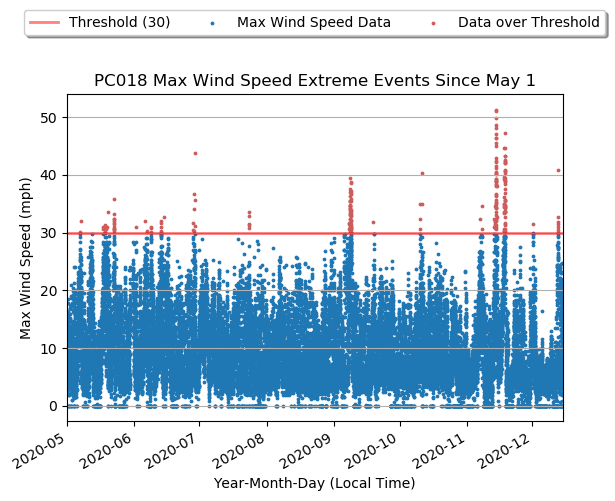 Threshold (30) Max Wind Speed Data Data over Threshold
PC018 Max Wind Speed Extreme Events Since May 1
Max Wind Speed (mph)
50
40
30
20
10
0
2020-05 2020-06 2020-07 2020-08 2020-09 2020-10 2020-11 2020-12
Year-Month-Day (Local Time)